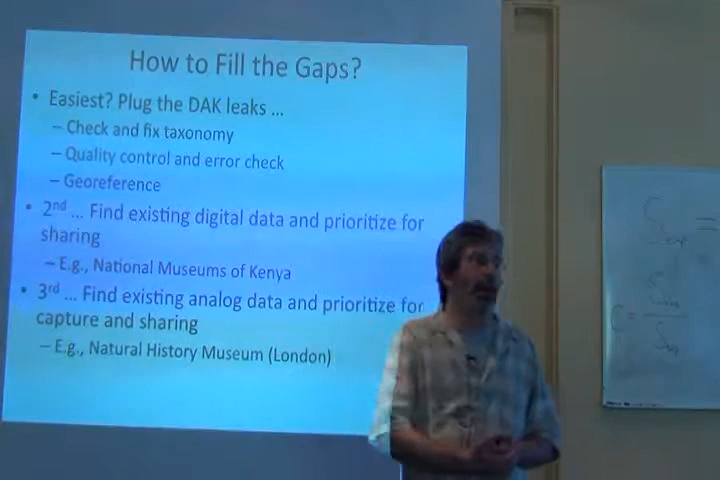 How to Fill the Gaps?
• Easiest? Plug the DAK leaks ...
– Check and fix taxonomy
– Quality control and error check
– Georeference
• 2nd ... Find existing digital data and prioritize for
sharing
– E.g., National Museums of Kenya
• 3rd ... Find existing analog data and prioritize for
capture and sharing
– E.g., Natural History Museum (London)
C =